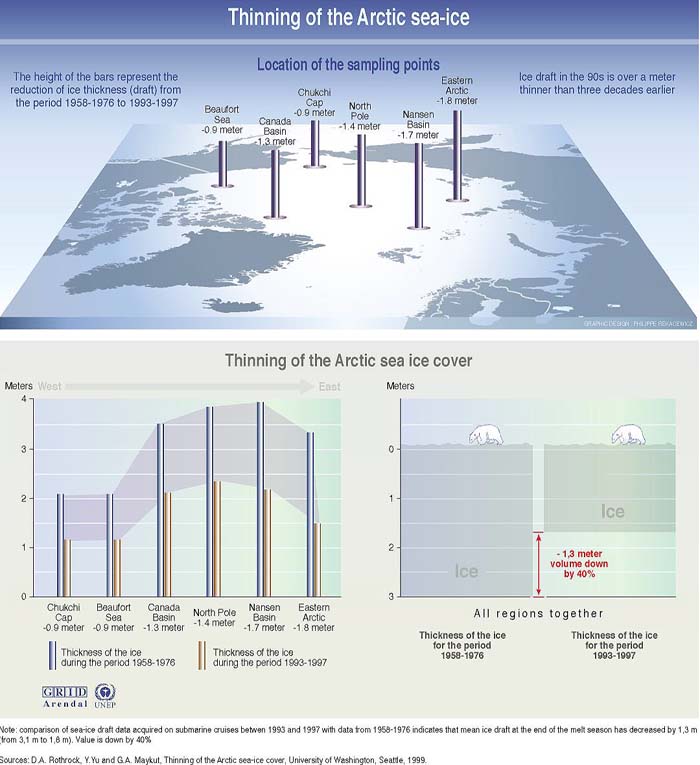 Thinning of the Arctic sea-ice
Location of the sampling points
The height of the bars represent the
reduction of ice thickness (draft) from
the period 1958-1976 to 1993-1997
Ice draft in the 90s is over a meter
thinner than three decades earlier
Beaufort
Sea
-0.9 meter
Canada
Basin
-1.3 meter
Chukchi
Cap
-0.9 meter
North
Pole
-1.4 meter
Nansen
Basin
-1.7 meter
Eastern
Arctic
-1.8 meter
GRAPHIC DESIGN : PHILIPPE REKACEWICZ
Thinning of the Arctic sea ice cover
Meters West East
4
3
2
1
0
Chukchi
Cap
-0.9 meter
Beaufort
Sea
-0.9 meter
Canada
Basin
-1.3 meter
North Pole
-1.4 meter
Nansen
Basin
-1.7 meter
Eastern
Arctic
-1.8 meter
Thickness of the ice
during the period 1958-1976
Thickness of the ice
during the period 1993-1997
Meters
0
1
2
3
Ice
Ice
- 1,3 meter
volume down
by 40%
All regions together
Thickness of the ice
for the period
1958-1976
Thickness of the ice
for the period
1993-1997
GRID
Arendal
UNEP
Note: comparison of sea-ice draft data acquired on submarine cruises betwen 1993 and 1997 with data from 1958-1976 indicates that mean ice draft at the end of the melt season has decreased by 1,3 m
(from 3,1 m to 1,8 m). Value is down by 40%
Sources: D.A. Rothrock, Y.Yu and G.A. Maykut, Thinning of the Arctic sea-ice cover, University of Washington, Seattle, 1999.